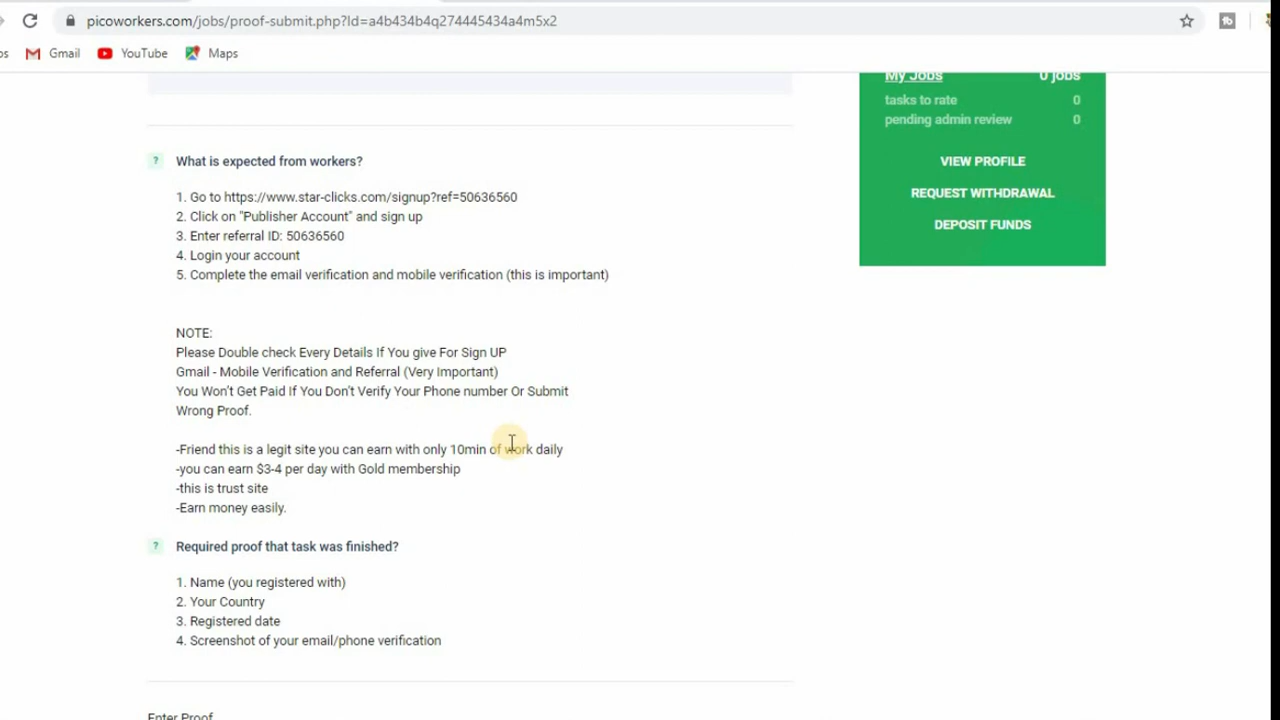 picoworkers.com/jobs/proof-submit.php?Id=a4b434b4q274445434a4m5x2
ps Gmail YouTube Maps
My Jobs 0 jobs
tasks to rate 0
pending admin review 0
VIEW PROFILE
REQUEST WITHDRAWAL
DEPOSIT FUNDS
? What is expected from workers?
1. Go to https://www.star-clicks.com/signup?ref=50636560
2. Click on "Publisher Account" and sign up
3. Enter referral ID: 50636560
4. Login your account
5. Complete the email verification and mobile verification (this is important)
NOTE:
Please Double check Every Details If You give For Sign UP
Gmail - Mobile Verification and Referral (Very Important)
You Won't Get Paid If You Don't Verify Your Phone number Or Submit
Wrong Proof.
-Friend this is a legit site you can earn with only 10min of work daily
-you can earn $3-4 per day with Gold membership
-this is trust site
-Earn money easily.
? Required proof that task was finished?
1. Name (you registered with)
2. Your Country
3. Registered date
4. Screenshot of your email/phone verification
Enter Proof